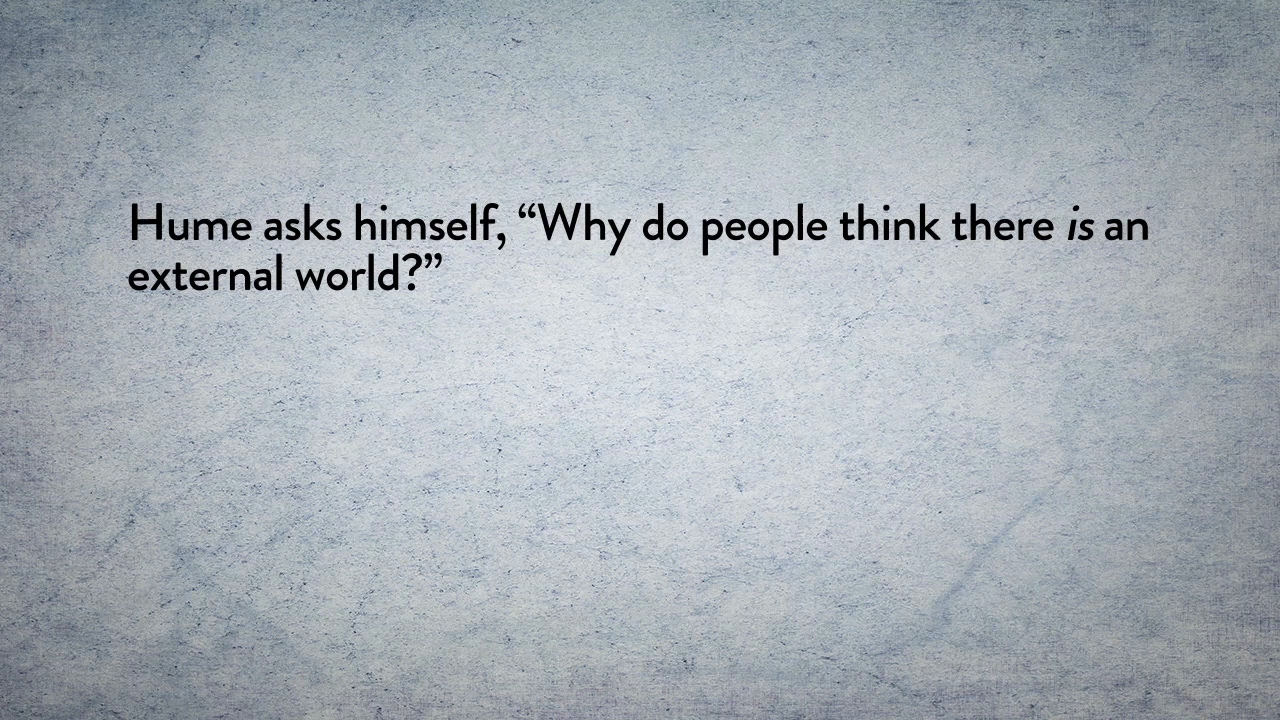 Hume asks himself, “Why do people think there is an
external world?”